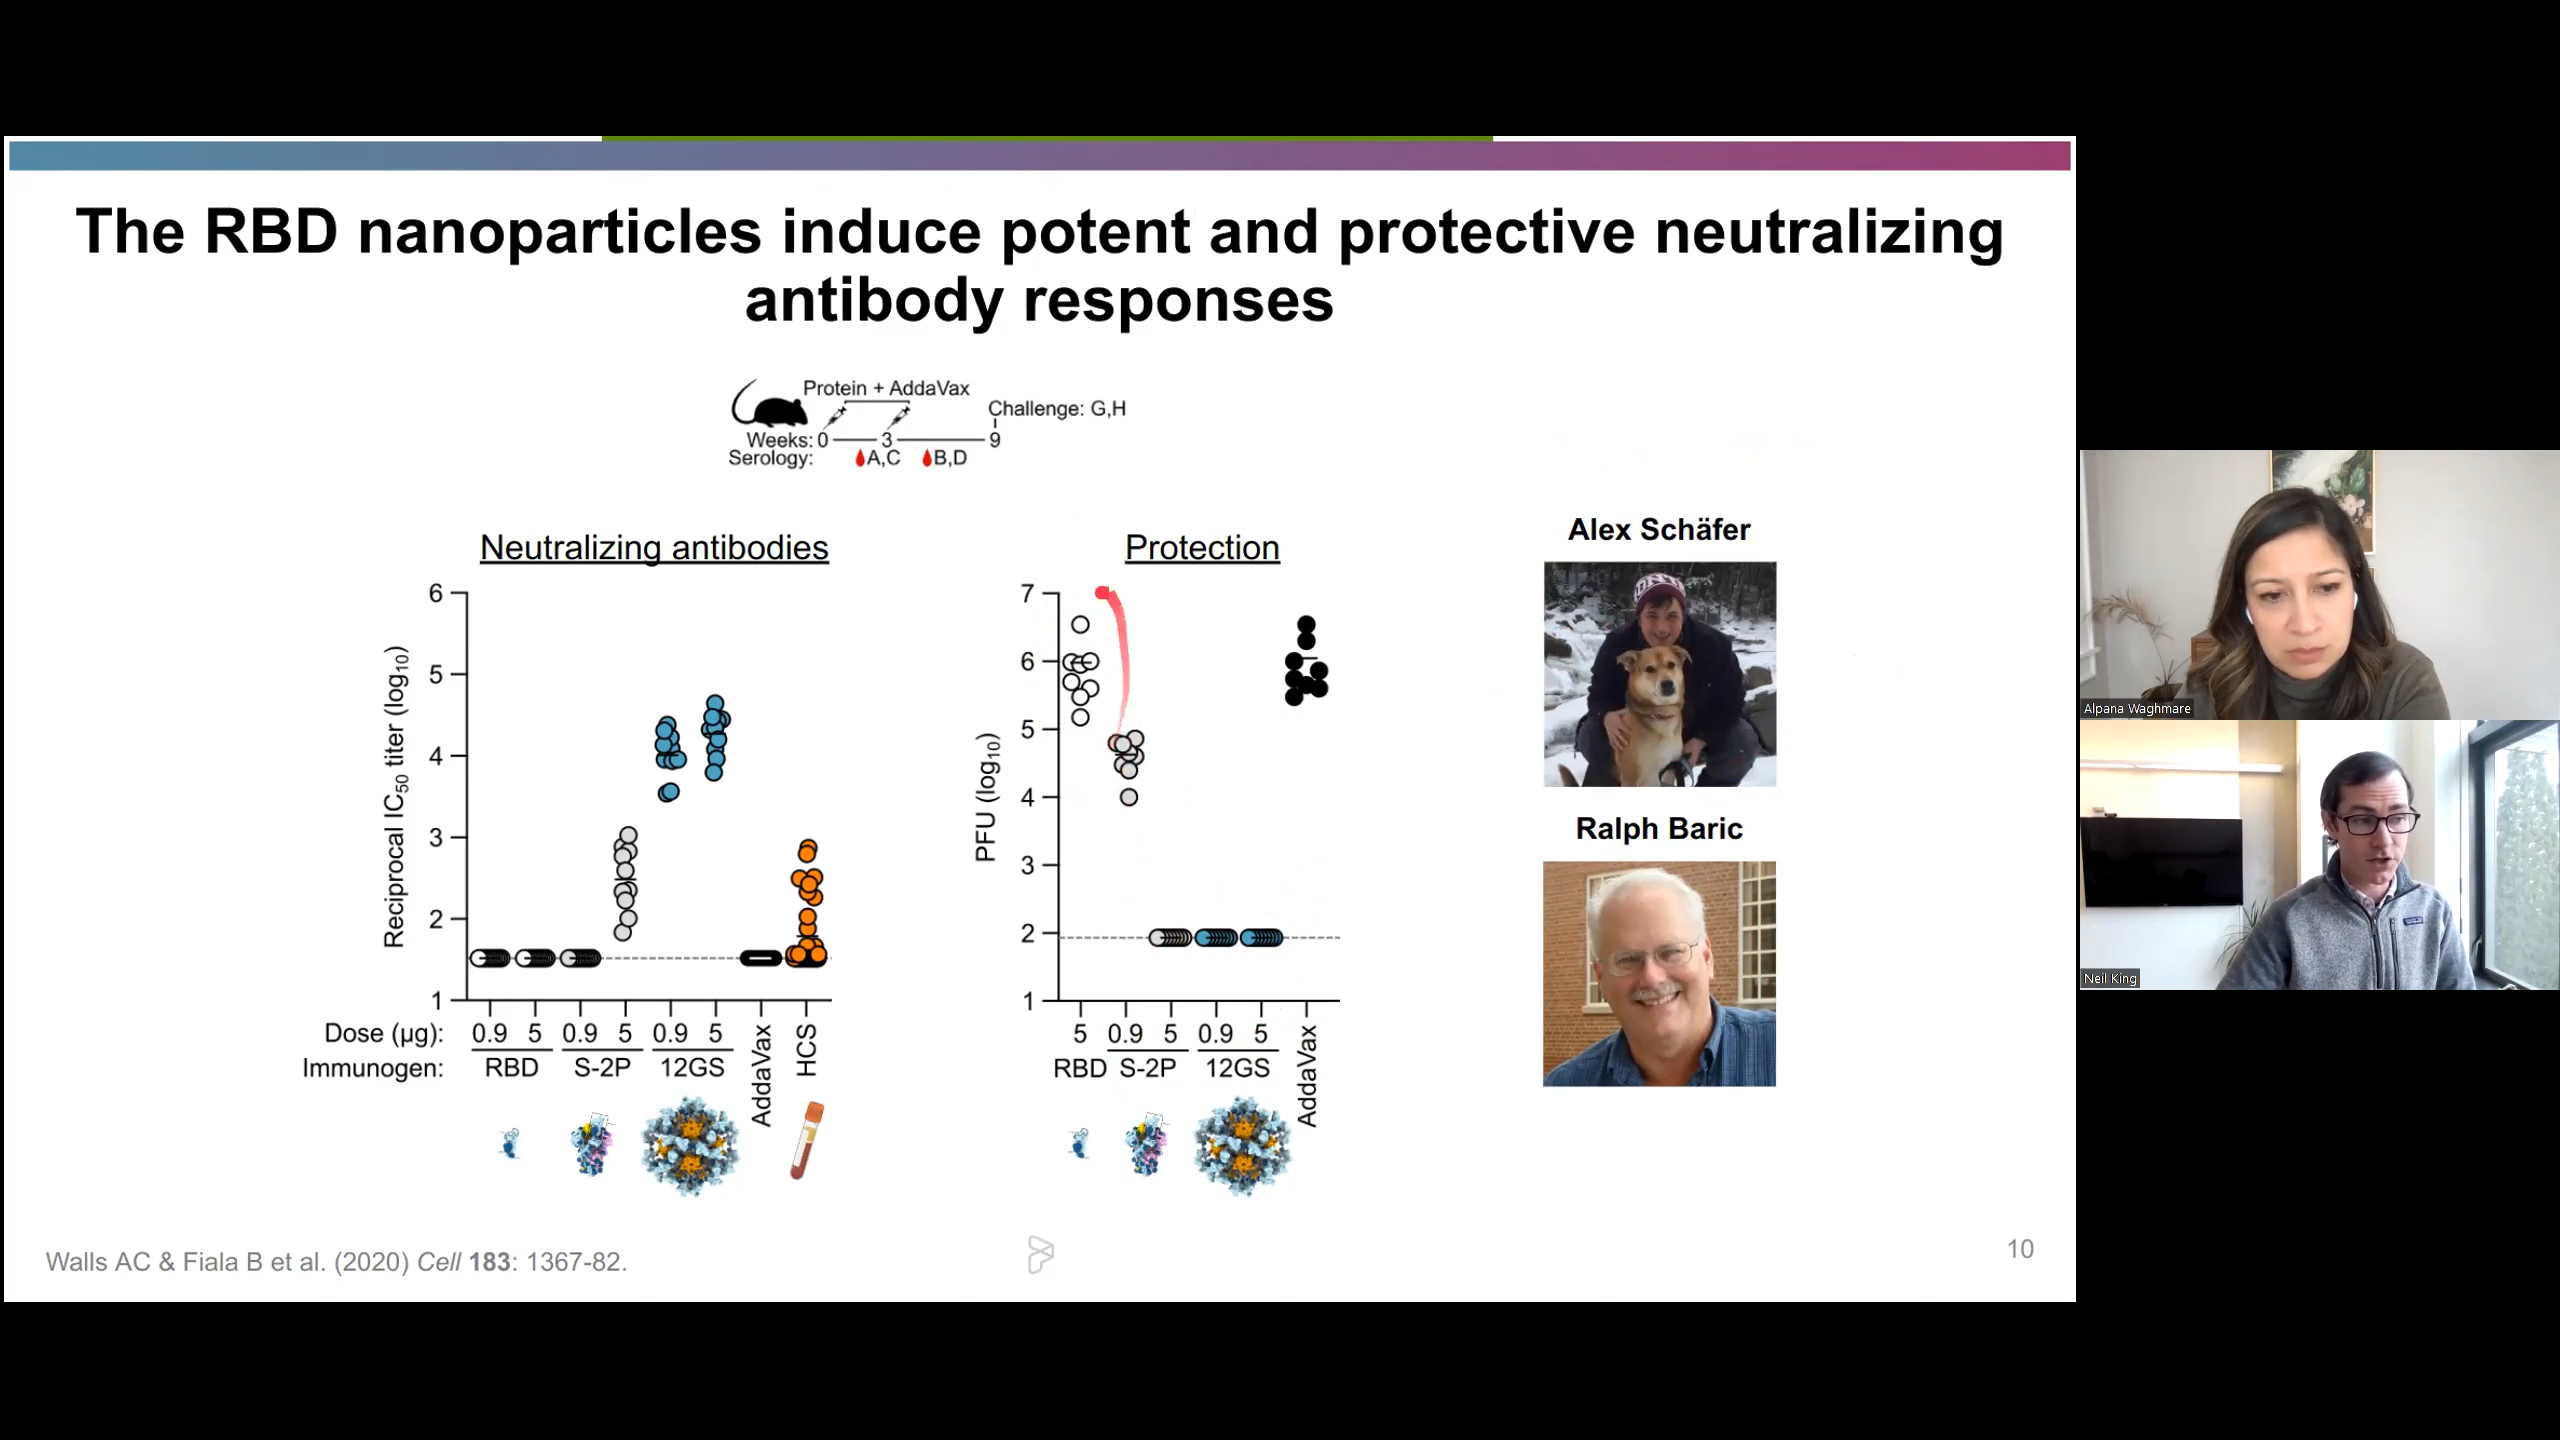 The RBD nanoparticles induce potent and protective neutralizing
antibody responses
Protein + AddaVax
Challenge: G,H
Weeks: 0 3 9
Serology: A,C B,D
Neutralizing antibodies
Reciprocal IC50 titer (log10)
6
5
4
3
2
1
Dose (µg): 0.9 5 0.9 5 0.9 5
Immunogen: RBD S-2P 12GS
AddaVax
HCS
Protection
PFU (log10)
7
6
5
4
3
2
1
5 0.9 5 0.9 5
RBD S-2P 12GS
AddaVax
Alex Schäfer
Ralph Baric
Walls AC & Fiala B et al. (2020) Cell 183: 1367-82.
10
Alpana Waghmare
Neil King